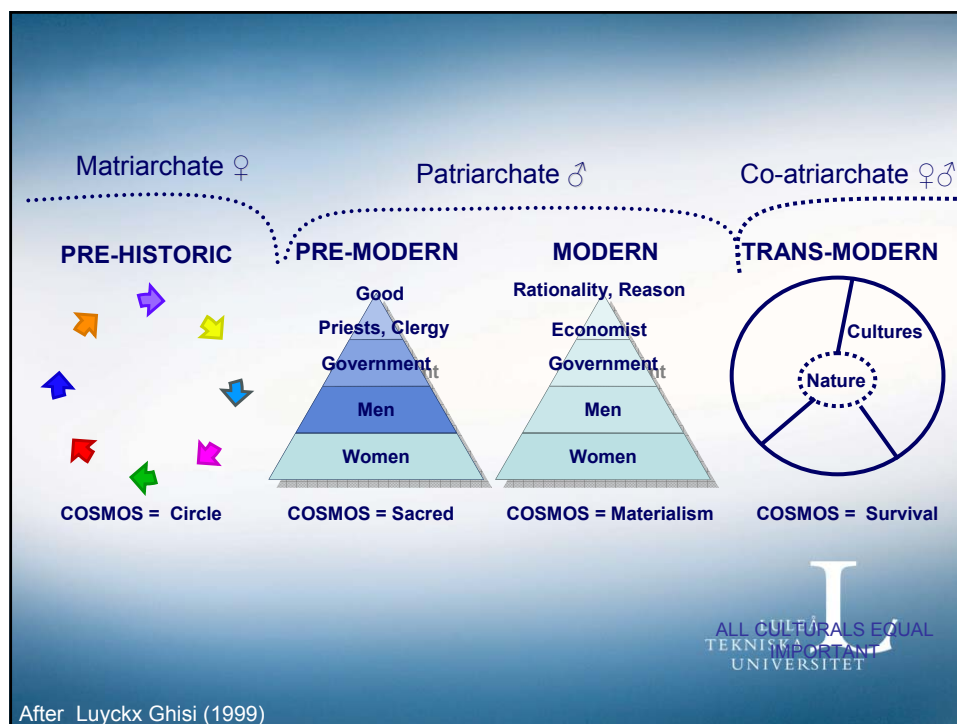 Matriarchate ♀
Patriarchate ♂
Co-atriarchate ♀♂
PRE-HISTORIC
PRE-MODERN
MODERN
TRANS-MODERN
Good
Priests, Clergy
Government
Men
Women
Rationality, Reason
Economist
Government
Men
Women
Cultures
Nature
COSMOS = Circle
COSMOS = Sacred
COSMOS = Materialism
COSMOS = Survival
ALL CULTURALS EQUAL
IMPORTANT
LULEÅ
TEKNISKA
UNIVERSITET
After Luyckx Ghisi (1999)